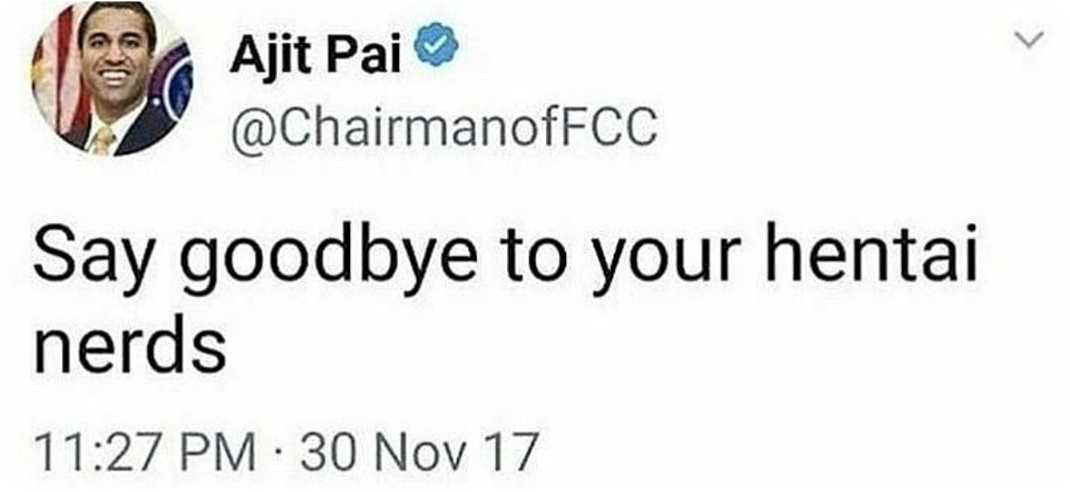 Ajit Pai
@ChairmanofFCC
Say goodbye to your hentai
nerds
11:27 PM · 30 Nov 17